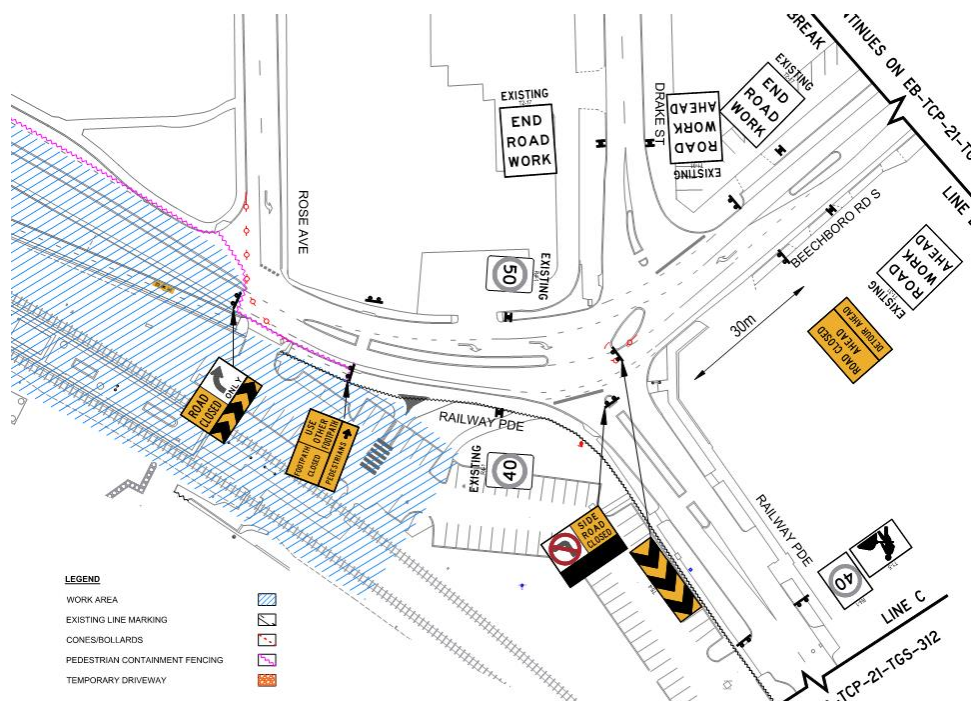 BREAK
NTINUES ON EB-TCP-21-TG
LINE
EXISTING
END
ROAD
WORK
EXISTING
END
ROAD
WORK
DRAKE ST
ROAD
WORK
AHEAD
EXISTING
ROSE AVE
50
EXISTING
BEECHBORO RD S
ROAD
WORK
AHEAD
EXISTING
30m
ROAD CLOSED
AHEAD
DETOUR AHEAD
ROAD
CLOSED
ONLY
FOOTPATH
CLOSED
USE
OTHER
FOOTPATH
PEDESTRIANS
RAILWAY PDE
EXISTING
40
SIDE
ROAD
CLOSED
RAILWAY PDE
40
LINE C
-TCP-21-TGS-312
LEGEND
WORK AREA
EXISTING LINE MARKING
CONES/BOLLARDS
PEDESTRIAN CONTAINMENT FENCING
TEMPORARY DRIVEWAY